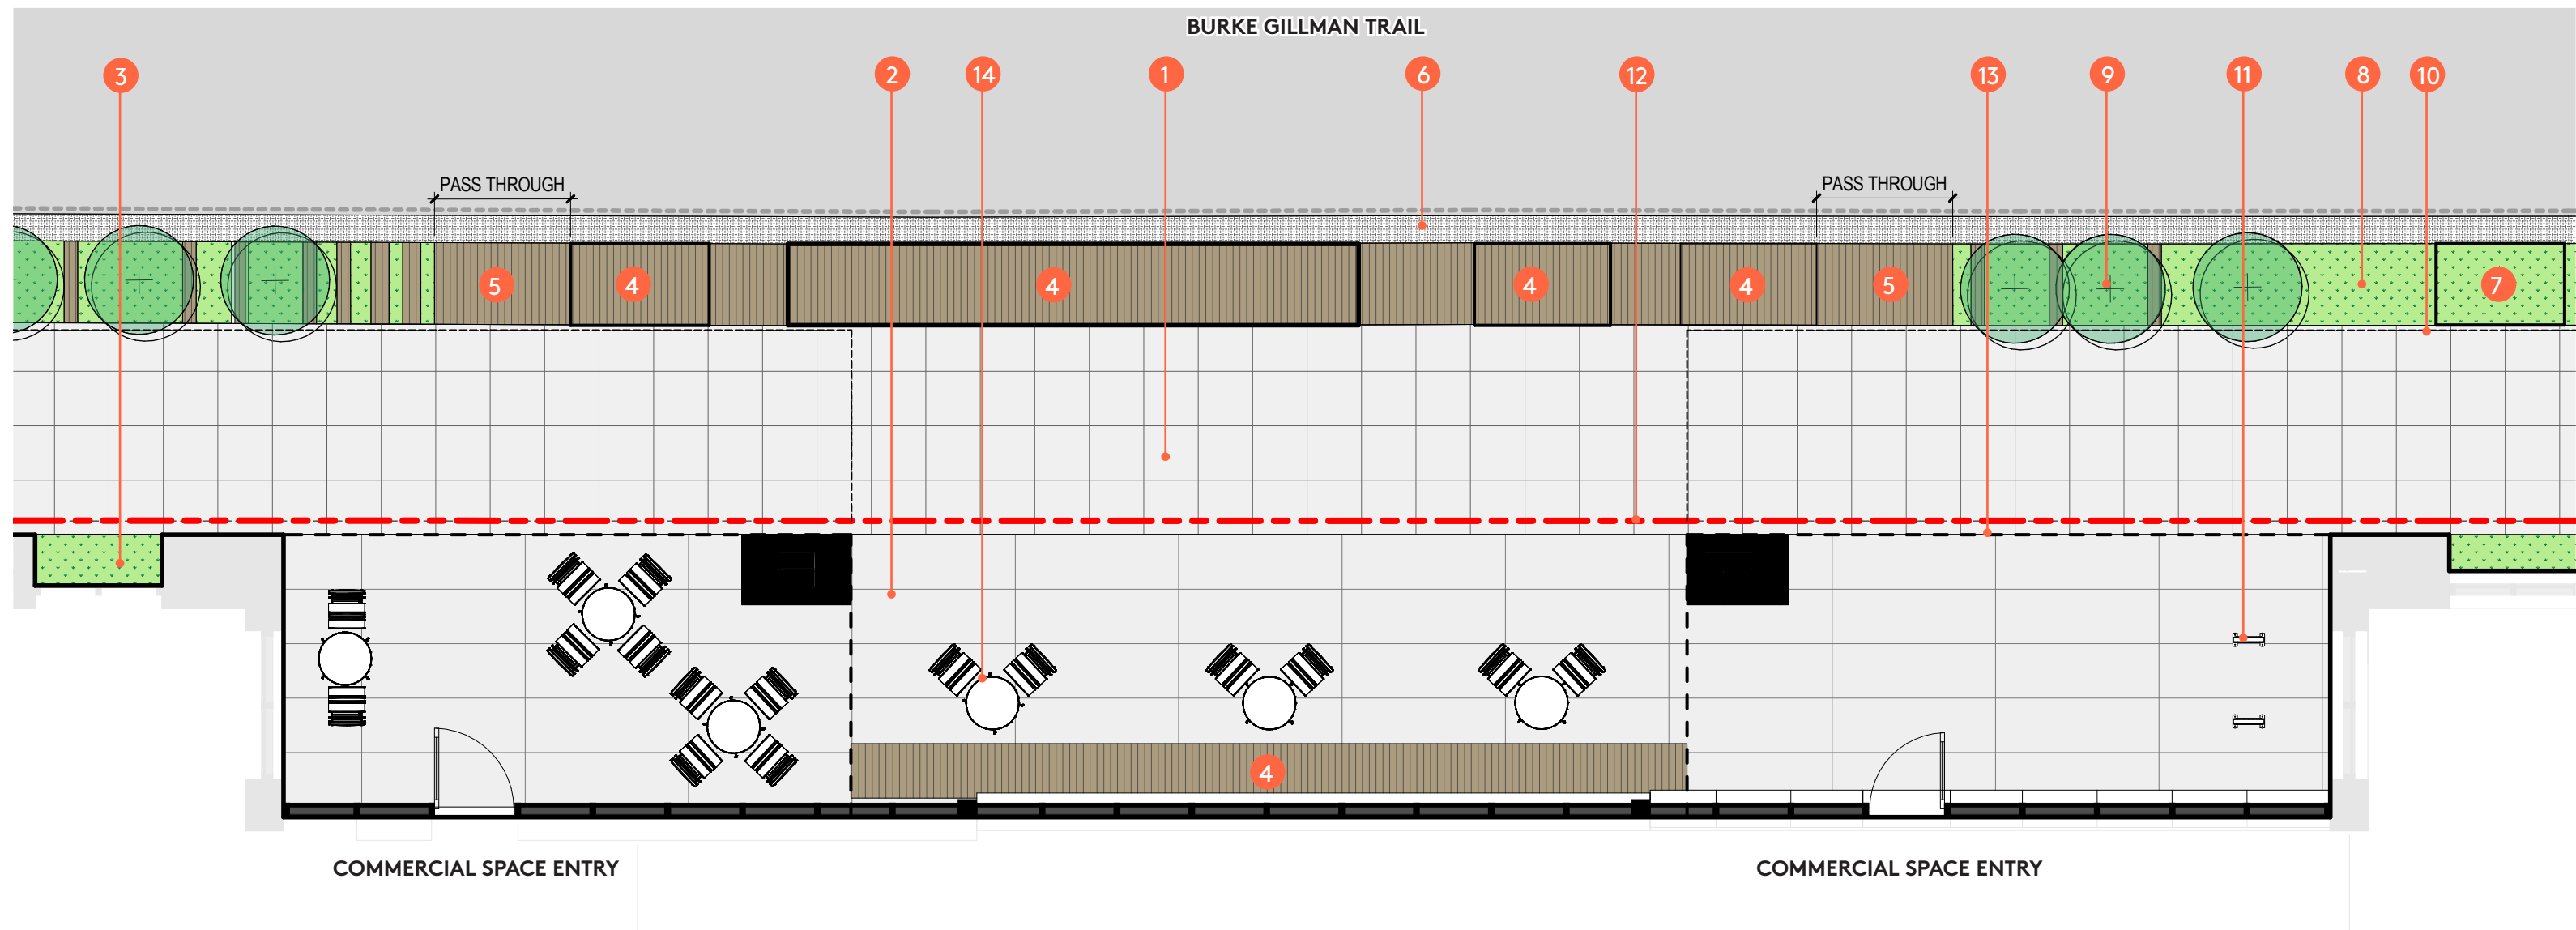 BURKE GILLMAN TRAIL
3 2 14 1 6 12 13 9 11 8 10
PASS THROUGH PASS THROUGH
5 4 4 4 4 5 7
4
COMMERCIAL SPACE ENTRY COMMERCIAL SPACE ENTRY